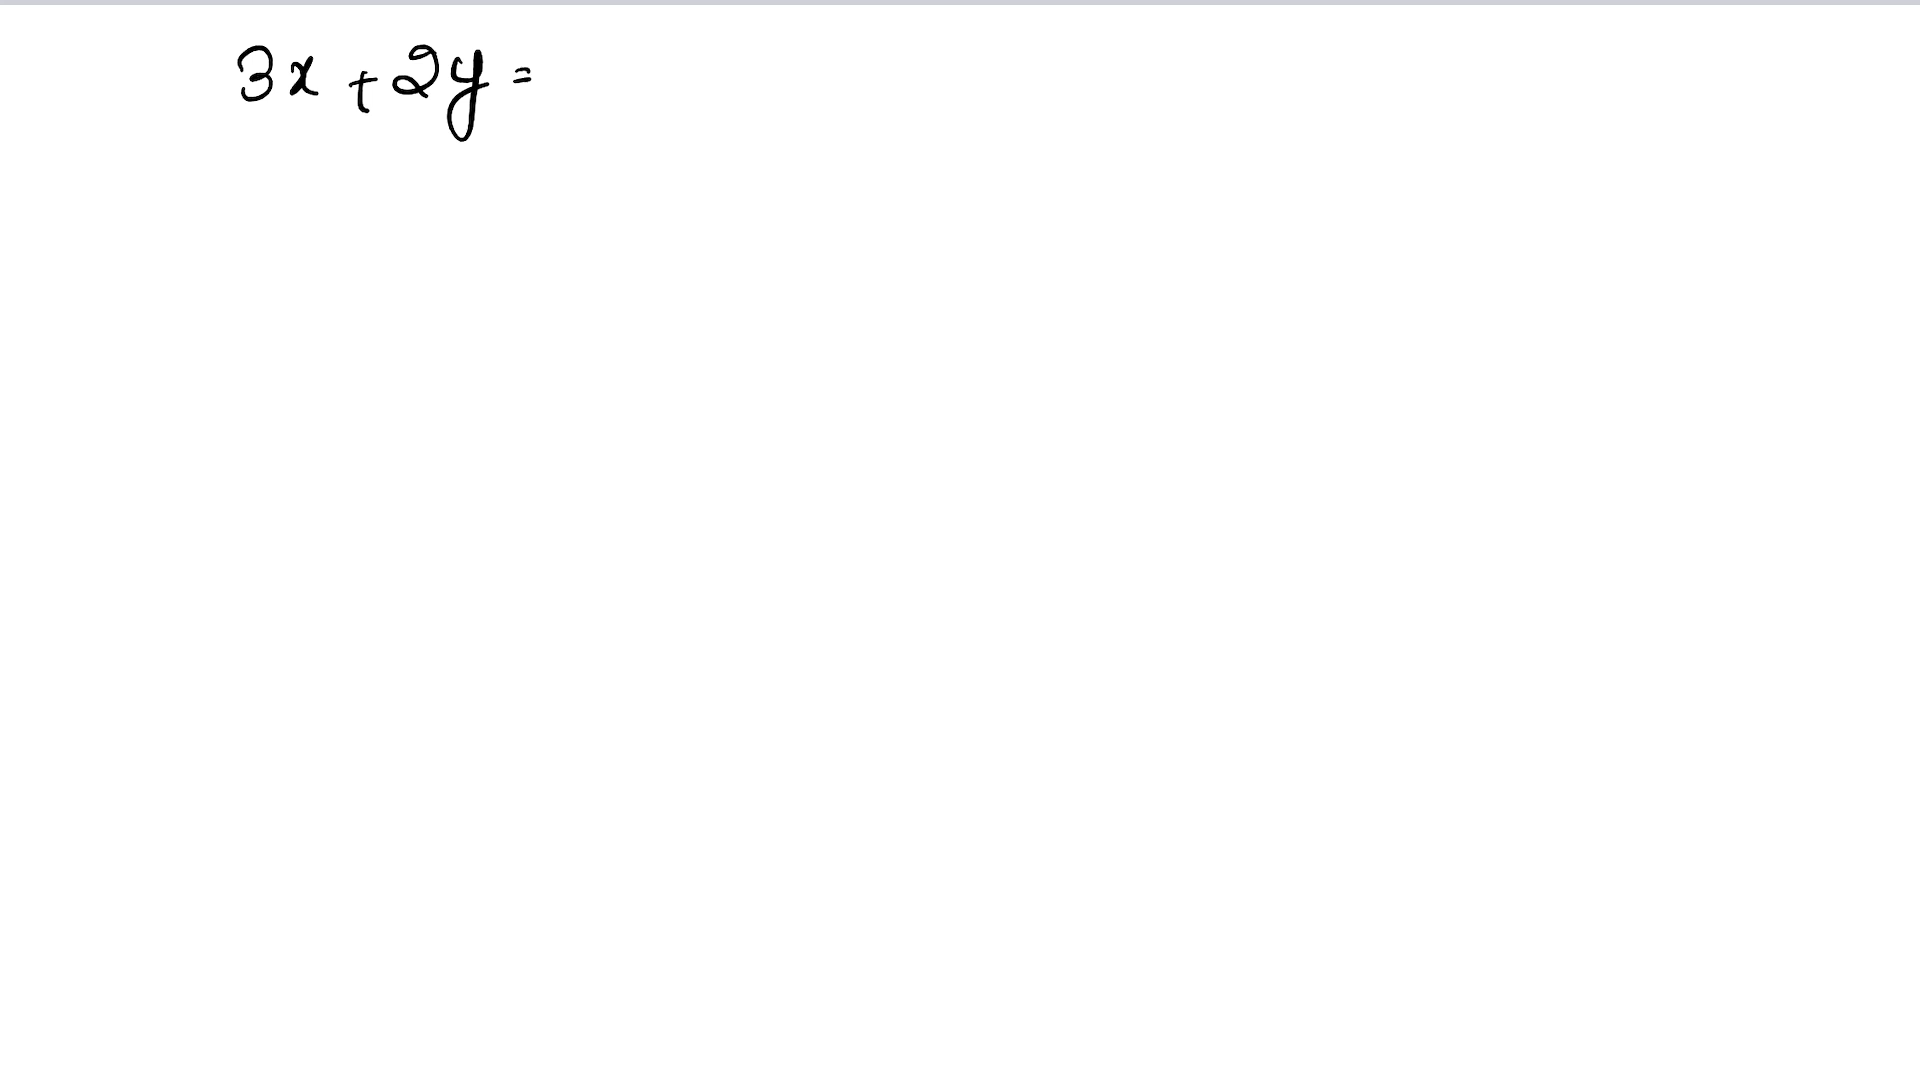 3x + 2y =